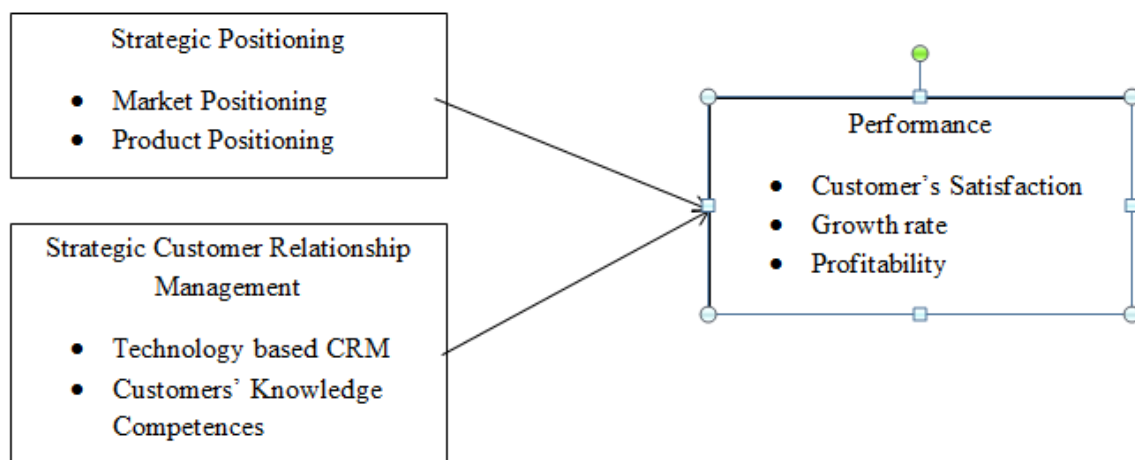 Strategic Positioning
• Market Positioning
• Product Positioning
Strategic Customer Relationship
Management
• Technology based CRM
• Customers’ Knowledge
Competences
Performance
• Customer’s Satisfaction
• Growth rate
• Profitability